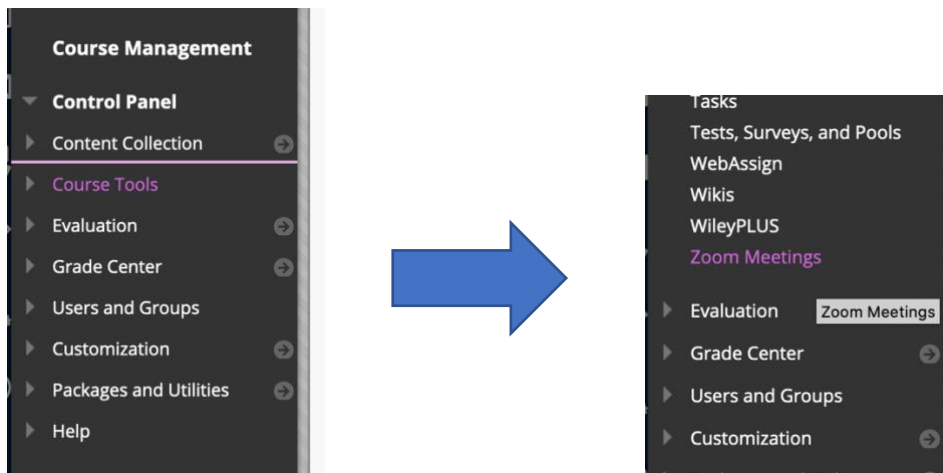 Course Management
Control Panel
Content Collection
Course Tools
Evaluation
Grade Center
Users and Groups
Customization
Packages and Utilities
Help
Tasks
Tests, Surveys, and Pools
WebAssign
Wikis
WileyPLUS
Zoom Meetings
Evaluation Zoom Meetings
Grade Center
Users and Groups
Customization